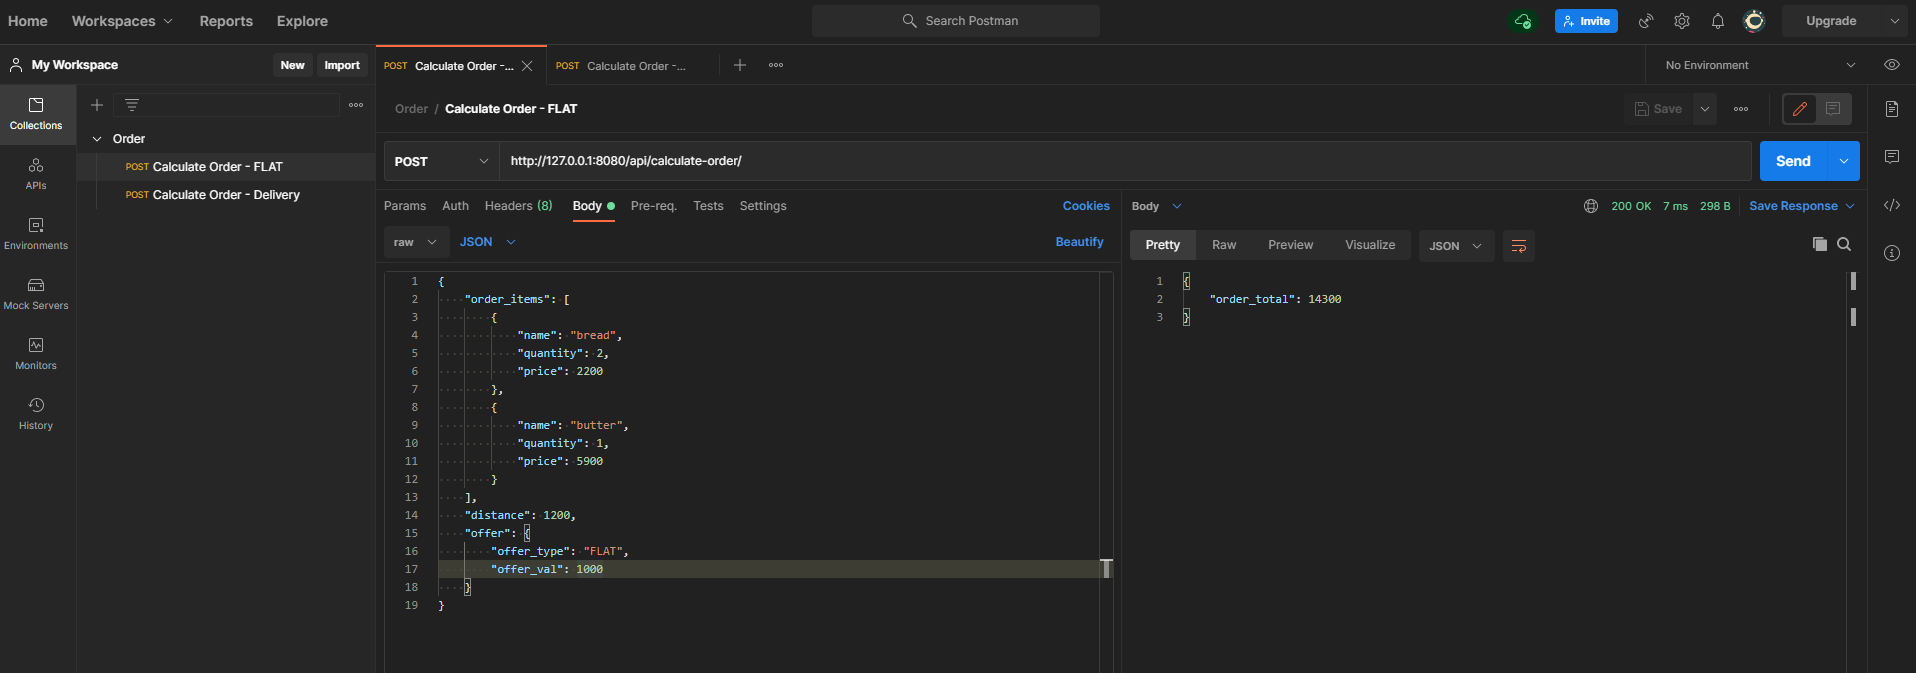 Home Workspaces Reports Explore Search Postman Invite Upgrade
My Workspace New Import POST Calculate Order -... POST Calculate Order -... No Environment
Collections
APIs
Environments
Mock Servers
Monitors
History
Order
POST Calculate Order - FLAT
POST Calculate Order - Delivery
Order / Calculate Order - FLAT Save
POST http://127.0.0.1:8080/api/calculate-order/ Send
Params Auth Headers (8) Body Pre-req. Tests Settings Cookies
raw JSON Beautify
1 {
2 "order_items": [
3 {
4 "name": "bread",
5 "quantity": 2,
6 "price": 2200
7 },
8 {
9 "name": "butter",
10 "quantity": 1,
11 "price": 5900
12 }
13 ],
14 "distance": 1200,
15 "offer": {
16 "offer_type": "FLAT",
17 "offer_val": 1000
18 }
19 }
Body 200 OK 7 ms 298 B Save Response
Pretty Raw Preview Visualize JSON
1 {
2 "order_total": 14300
3 }